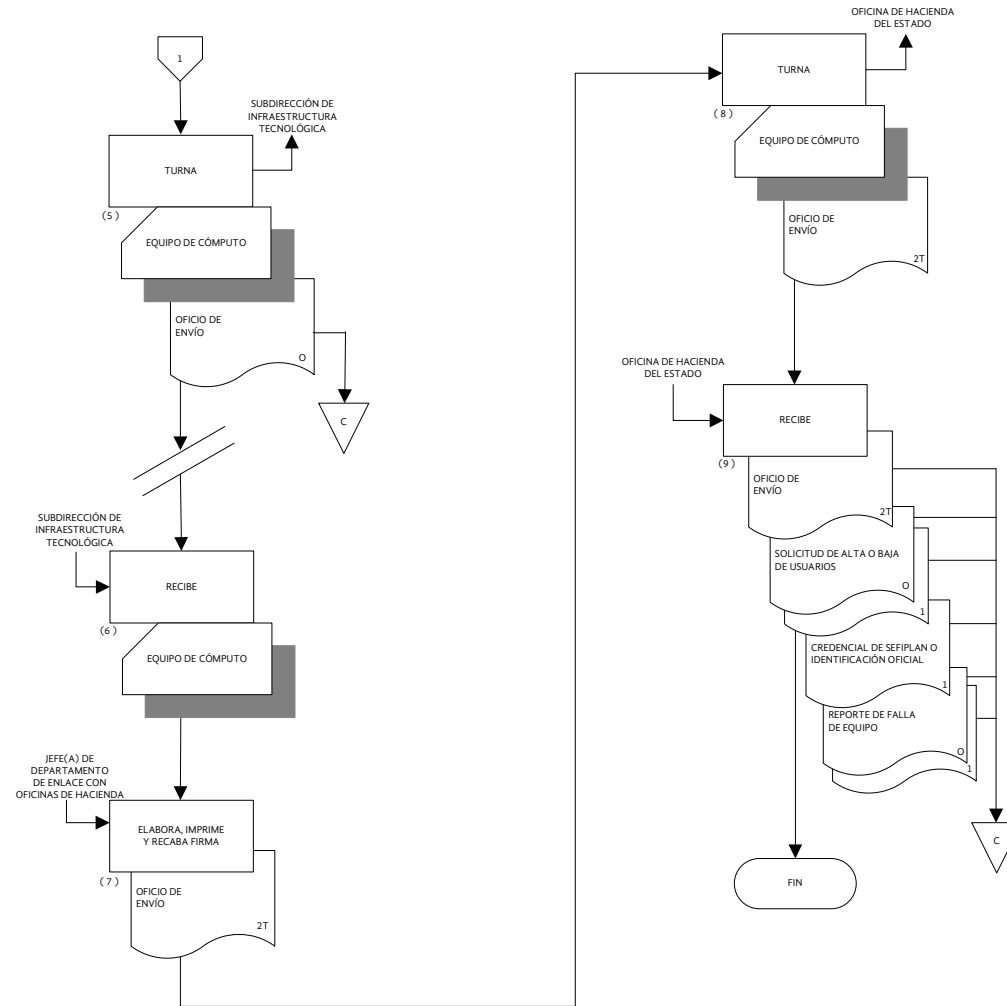 1
SUBDIRECCIÓN DE
INFRAESTRUCTURA
TECNOLÓGICA
TURNA
(5)
EQUIPO DE CÓMPUTO
OFICIO DE
ENVÍO
O
C
SUBDIRECCIÓN DE
INFRAESTRUCTURA
TECNOLÓGICA
RECIBE
(6)
EQUIPO DE CÓMPUTO
JEFE(A) DE
DEPARTAMENTO
DE ENLACE CON
OFICINAS DE HACIENDA
ELABORA, IMPRIME
Y RECABA FIRMA
(7)
OFICIO DE
ENVÍO
2T
OFICINA DE HACIENDA
DEL ESTADO
TURNA
(8)
EQUIPO DE CÓMPUTO
OFICIO DE
ENVÍO
2T
OFICINA DE HACIENDA
DEL ESTADO
RECIBE
(9)
OFICIO DE
ENVÍO
2T
SOLICITUD DE ALTA O BAJA
DE USUARIOS
O
1
CREDENCIAL DE SEFIPLAN O
IDENTIFICACIÓN OFICIAL
1
REPORTE DE FALLA
DE EQUIPO
O
1
C
FIN